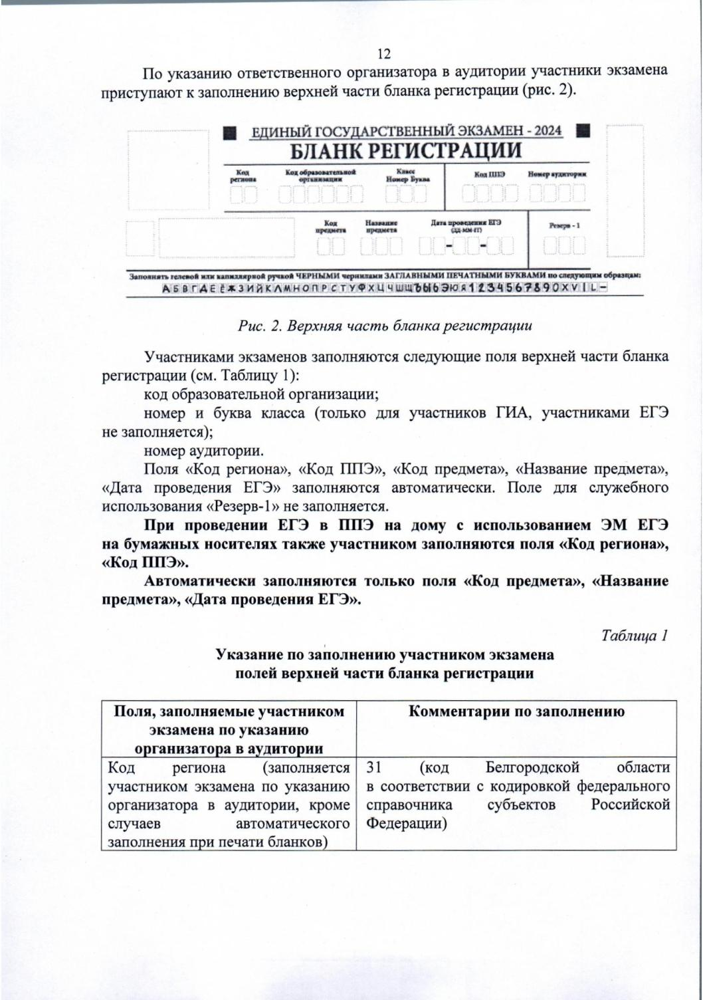 12
По указанию ответственного организатора в аудитории участники экзамена
приступают к заполнению верхней части бланка регистрации (рис. 2).
ЕДИНЫЙ ГОСУДАРСТВЕННЫЙ ЭКЗАМЕН - 2024
БЛАНК РЕГИСТРАЦИИ
Код региона
Код образовательной организации
Класс Номер Буква
Код ППЭ
Номер аудитории
Код предмета
Название предмета
Дата проведения ЕГЭ (ДД-ММ-ГГ)
Резерв - 1
Заполнять гелевой или капиллярной ручкой ЧЕРНЫМИ чернилами ЗАГЛАВНЫМИ ПЕЧАТНЫМИ БУКВАМИ по следующим образцам:
А Б В Г Д Е Ё Ж З И Й К Л М Н О П Р С Т У Ф Х Ц Ч Ш Щ Ъ Ы Ь Э Ю Я 1 2 3 4 5 6 7 8 9 0 X V I L -
Рис. 2. Верхняя часть бланка регистрации
Участниками экзаменов заполняются следующие поля верхней части бланка
регистрации (см. Таблицу 1):
код образовательной организации;
номер и буква класса (только для участников ГИА, участниками ЕГЭ
не заполняется);
номер аудитории.
Поля «Код региона», «Код ППЭ», «Код предмета», «Название предмета»,
«Дата проведения ЕГЭ» заполняются автоматически. Поле для служебного
использования «Резерв-1» не заполняется.
При проведении ЕГЭ в ППЭ на дому с использованием ЭМ ЕГЭ
на бумажных носителях также участником заполняются поля «Код региона»,
«Код ППЭ».
Автоматически заполняются только поля «Код предмета», «Название
предмета», «Дата проведения ЕГЭ».
Таблица 1
Указание по заполнению участником экзамена
полей верхней части бланка регистрации
Поля, заполняемые участником
экзамена по указанию
организатора в аудитории
Комментарии по заполнению
Код региона (заполняется
участником экзамена по указанию
организатора в аудитории, кроме
случаев автоматического
заполнения при печати бланков)
31 (код Белгородской области
в соответствии с кодировкой федерального
справочника субъектов Российской
Федерации)